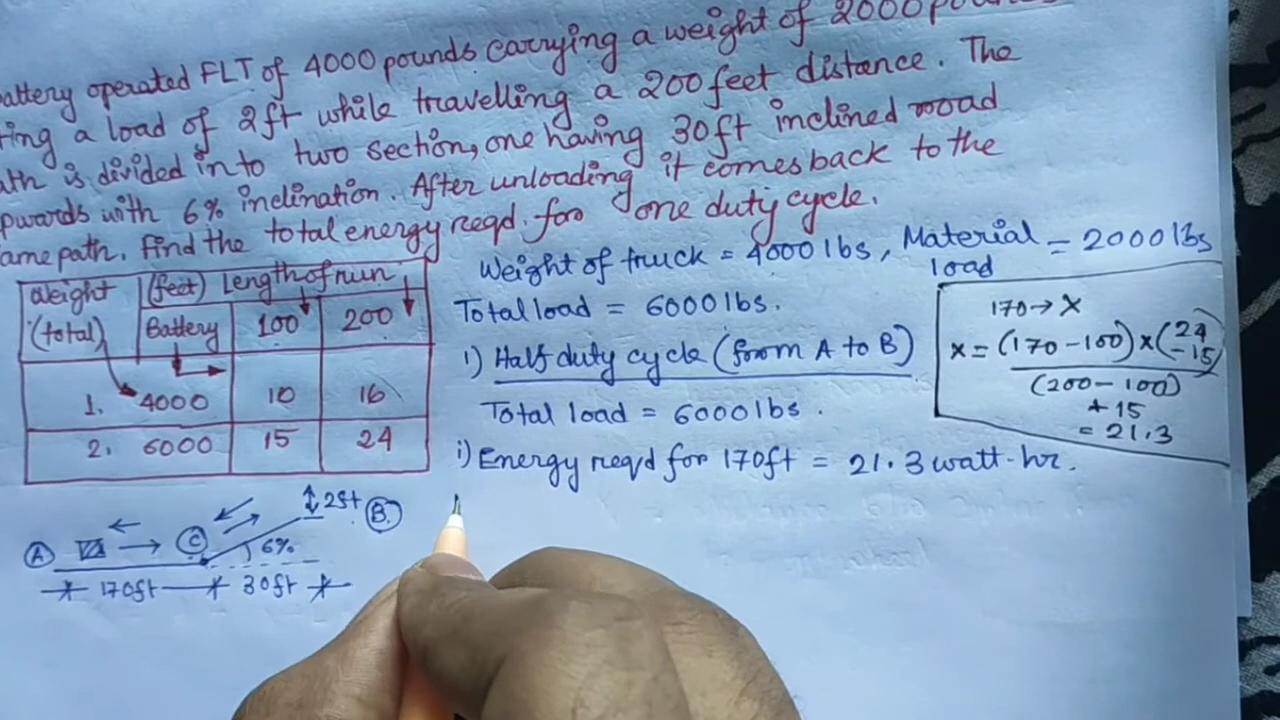 attery operated FLT of 4000 pounds carrying a weight of 2000
a load of 2ft while travelling a 200 feet distance. The
is divided into two section, one having 30ft inclined road
pwards with 6% inclination. After unloading it comes back to the
ame path. Find the total energy reqd. for one duty cycle.
Weight (total)
(feet) Length of run
Battery 100 200
1. 4000 10 16
2. 6000 15 24
A C B
2ft
6%
170ft 30ft
Weight of truck = 4000 lbs, Material load = 2000 lbs
Total load = 6000 lbs.
1) Half duty cycle (from A to B)
Total load = 6000 lbs.
i) Energy reqd for 170ft = 21.3 watt-hr.
170 → X
X = (170-100) x (24 - 15)
(200-100)
+ 15
= 21.3